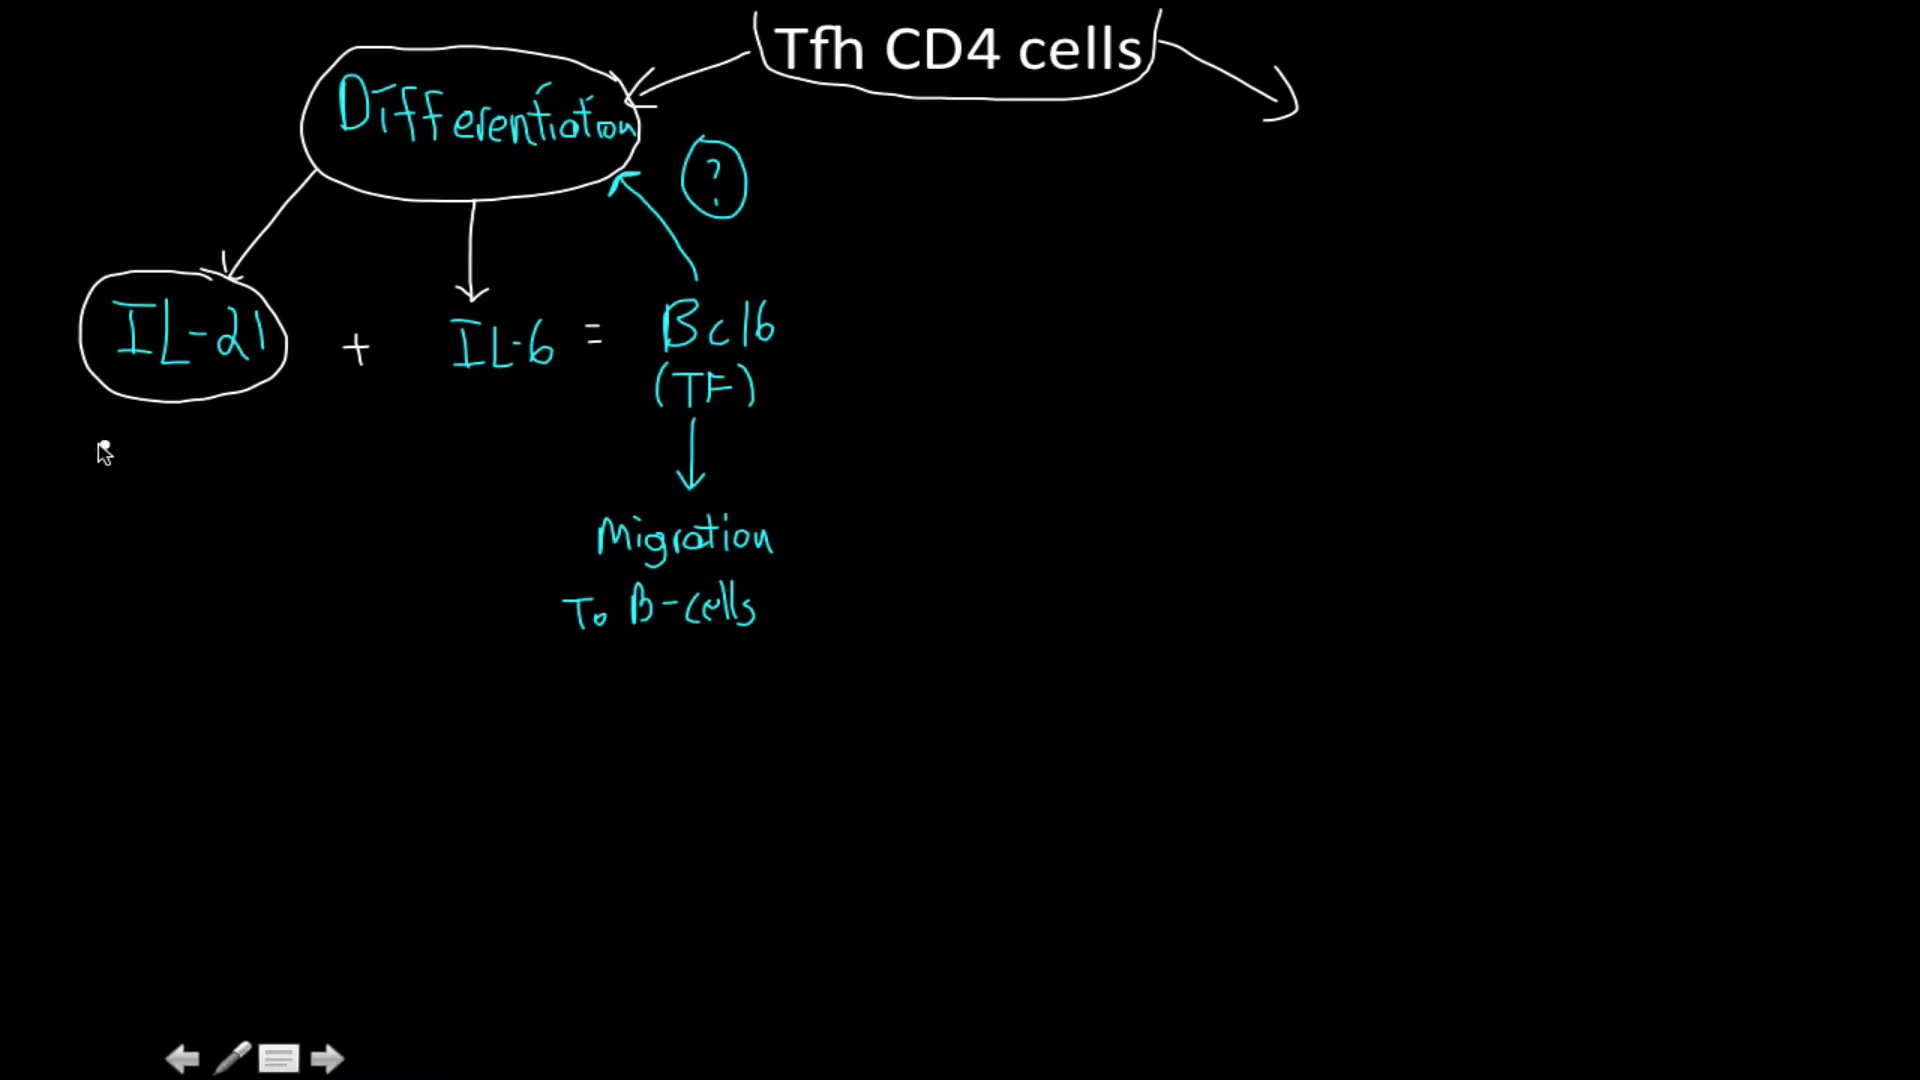 Tfh CD4 cells
Differentiation
?
IL-21 + IL-6 = Bcl6
(TF)
Migration
To B-cells